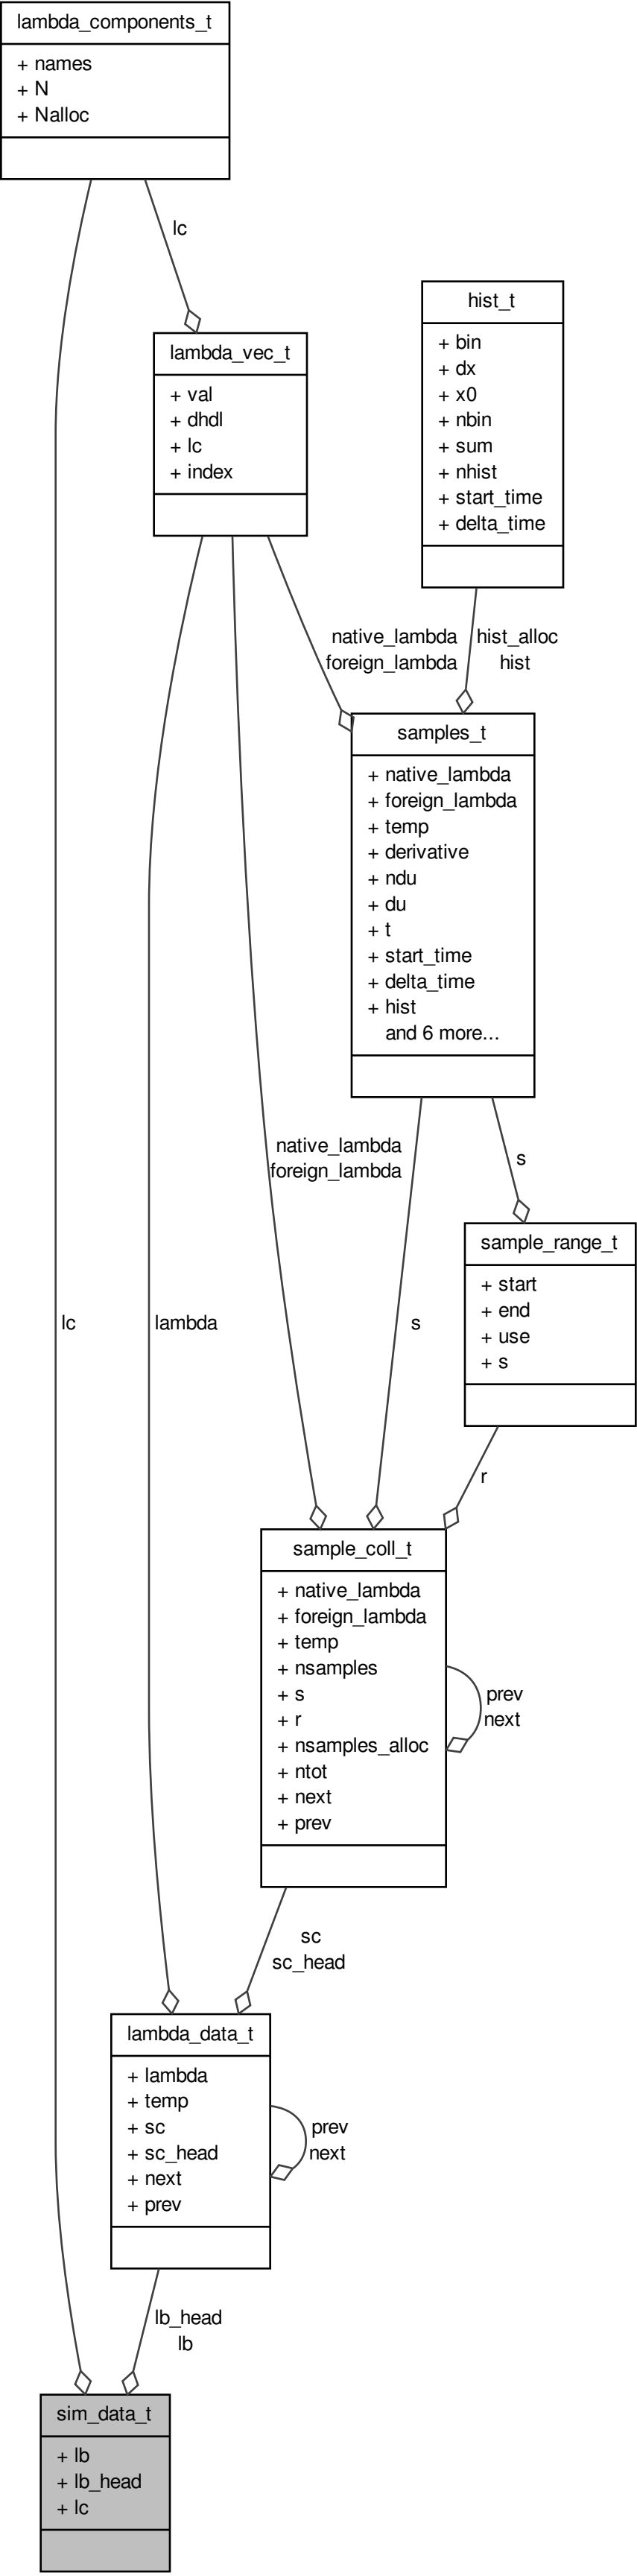 lambda_components_t
+ names
+ N
+ Nalloc
lc
hist_t
+ bin
+ dx
+ x0
+ nbin
+ sum
+ nhist
+ start_time
+ delta_time
lambda_vec_t
+ val
+ dhdl
+ lc
+ index
native_lambda
foreign_lambda
hist_alloc
hist
samples_t
+ native_lambda
+ foreign_lambda
+ temp
+ derivative
+ ndu
+ du
+ t
+ start_time
+ delta_time
+ hist
and 6 more...
native_lambda
foreign_lambda
s
sample_range_t
+ start
+ end
+ use
+ s
lc
lambda
s
r
sample_coll_t
+ native_lambda
+ foreign_lambda
+ temp
+ nsamples
+ s
+ r
+ nsamples_alloc
+ ntot
+ next
+ prev
prev
next
sc
sc_head
lambda_data_t
+ lambda
+ temp
+ sc
+ sc_head
+ next
+ prev
prev
next
lb_head
lb
sim_data_t
+ lb
+ lb_head
+ lc